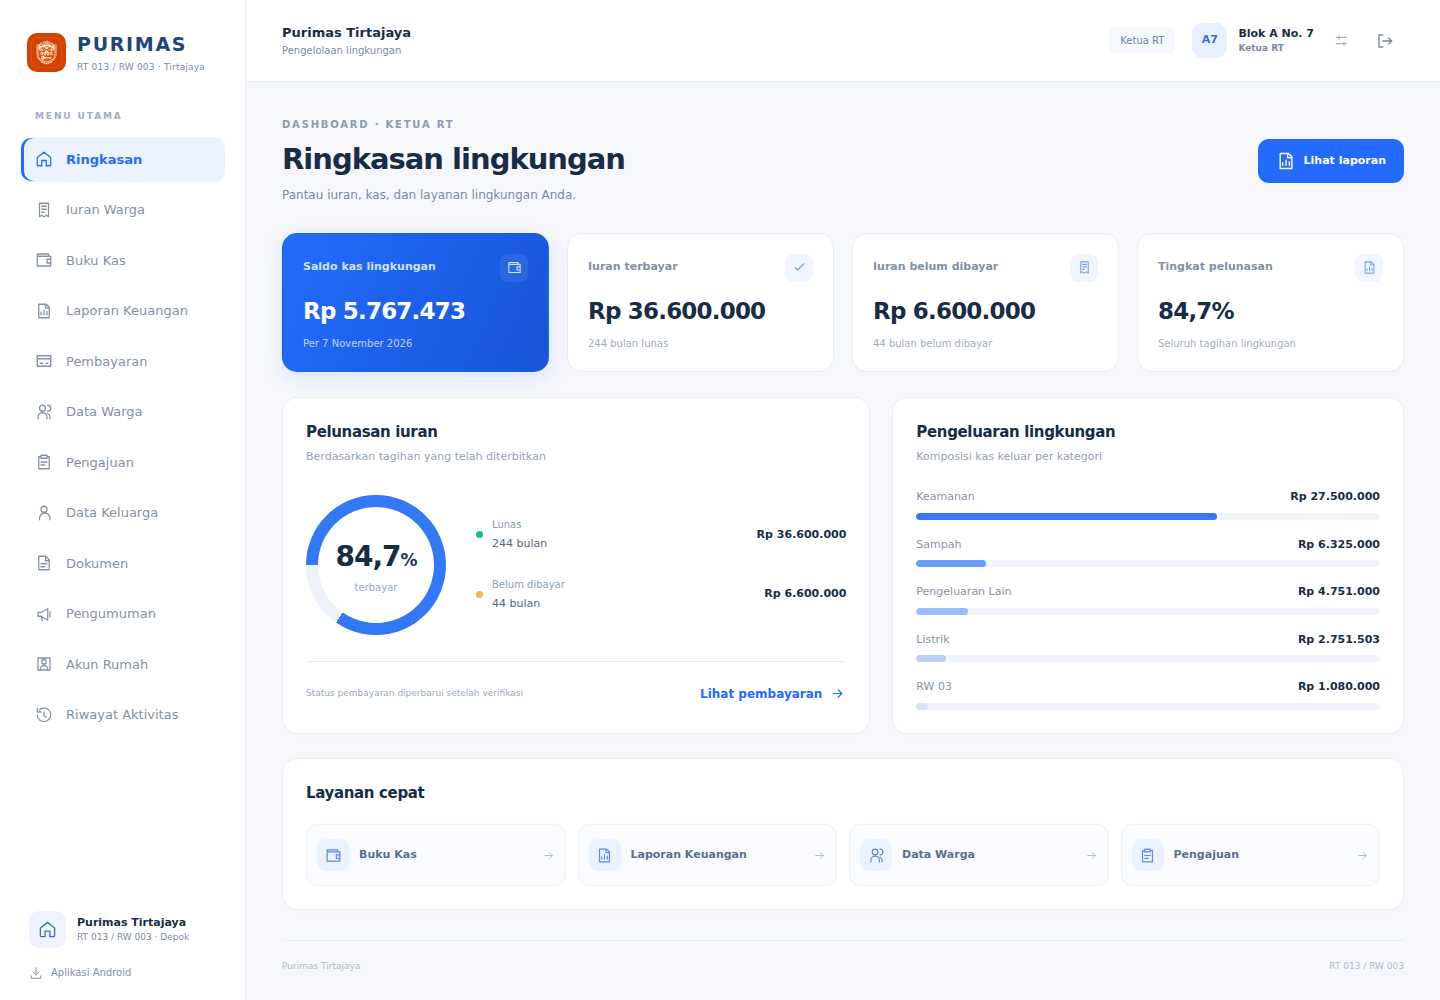 PURIMAS
RT 013 / RW 003 · Tirtajaya
MENU UTAMA
Ringkasan
Iuran Warga
Buku Kas
Laporan Keuangan
Pembayaran
Data Warga
Pengajuan
Data Keluarga
Dokumen
Pengumuman
Akun Rumah
Riwayat Aktivitas
Purimas Tirtajaya
RT 013 / RW 003 · Depok
Aplikasi Android
Purimas Tirtajaya
Pengelolaan lingkungan
Ketua RT
A7
Blok A No. 7
Ketua RT
DASHBOARD · KETUA RT
Ringkasan lingkungan
Pantau iuran, kas, dan layanan lingkungan Anda.
Lihat laporan
Saldo kas lingkungan
Rp 5.767.473
Per 7 November 2026
Iuran terbayar
Rp 36.600.000
244 bulan lunas
Iuran belum dibayar
Rp 6.600.000
44 bulan belum dibayar
Tingkat pelunasan
84,7%
Seluruh tagihan lingkungan
Pelunasan iuran
Berdasarkan tagihan yang telah diterbitkan
84,7%
terbayar
Lunas
244 bulan
Rp 36.600.000
Belum dibayar
44 bulan
Rp 6.600.000
Status pembayaran diperbarui setelah verifikasi
Lihat pembayaran
Pengeluaran lingkungan
Komposisi kas keluar per kategori
Keamanan Rp 27.500.000
Sampah Rp 6.325.000
Pengeluaran Lain Rp 4.751.000
Listrik Rp 2.751.503
RW 03 Rp 1.080.000
Layanan cepat
Buku Kas
Laporan Keuangan
Data Warga
Pengajuan
Purimas Tirtajaya
RT 013 / RW 003